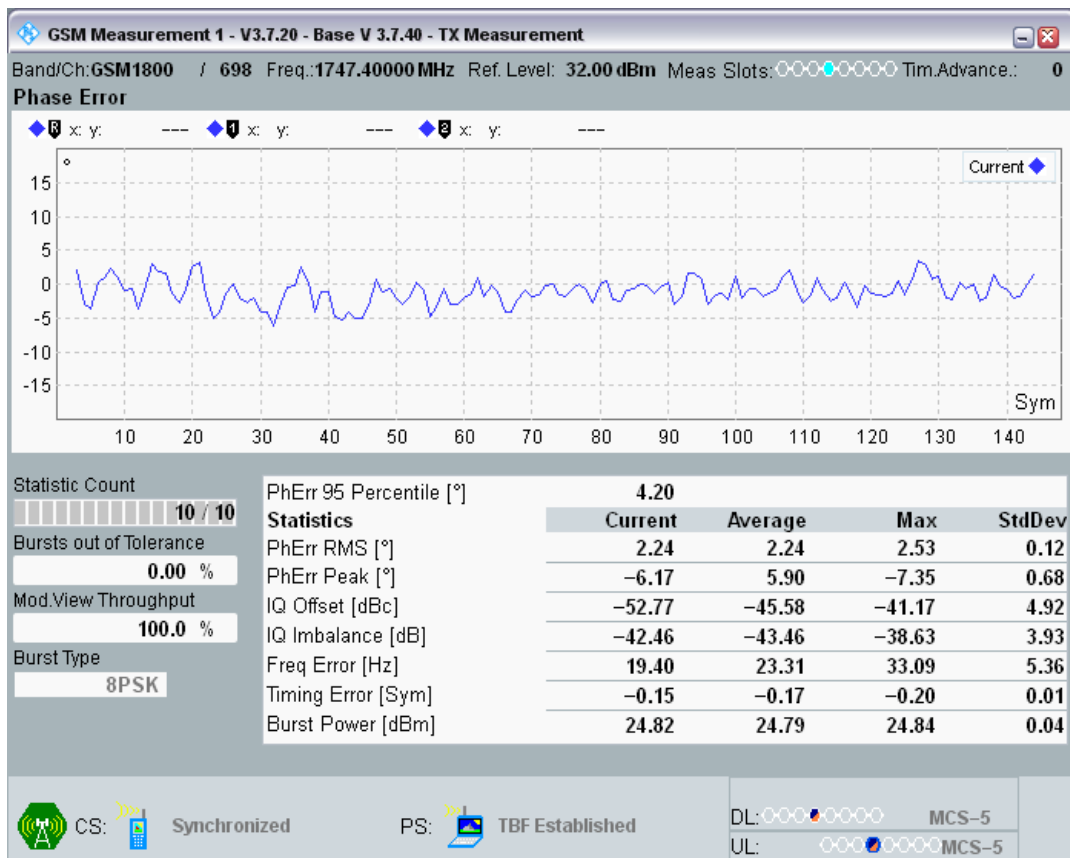 GSM Measurement 1 - V3.7.20 - Base V 3.7.40 - TX Measurement
Band/Ch:GSM1800 / 698 Freq.:1747.40000 MHz Ref. Level: 32.00 dBm Meas Slots: Tim.Advance.: 0
Phase Error
R x: y: --- 1 x: y: --- 2 x: y: ---
° Current
15
10
5
0
-5
-10
-15
Sym
10 20 30 40 50 60 70 80 90 100 110 120 130 140
Statistic Count
10 / 10
Bursts out of Tolerance
0.00 %
Mod.View Throughput
100.0 %
Burst Type
8PSK
PhErr 95 Percentile [°] 4.20
Statistics Current Average Max StdDev
PhErr RMS [°] 2.24 2.24 2.53 0.12
PhErr Peak [°] −6.17 5.90 −7.35 0.68
IQ Offset [dBc] −52.77 −45.58 −41.17 4.92
IQ Imbalance [dB] −42.46 −43.46 −38.63 3.93
Freq Error [Hz] 19.40 23.31 33.09 5.36
Timing Error [Sym] −0.15 −0.17 −0.20 0.01
Burst Power [dBm] 24.82 24.79 24.84 0.04
CS: Synchronized PS: TBF Established
DL: MCS−5
UL: MCS−5